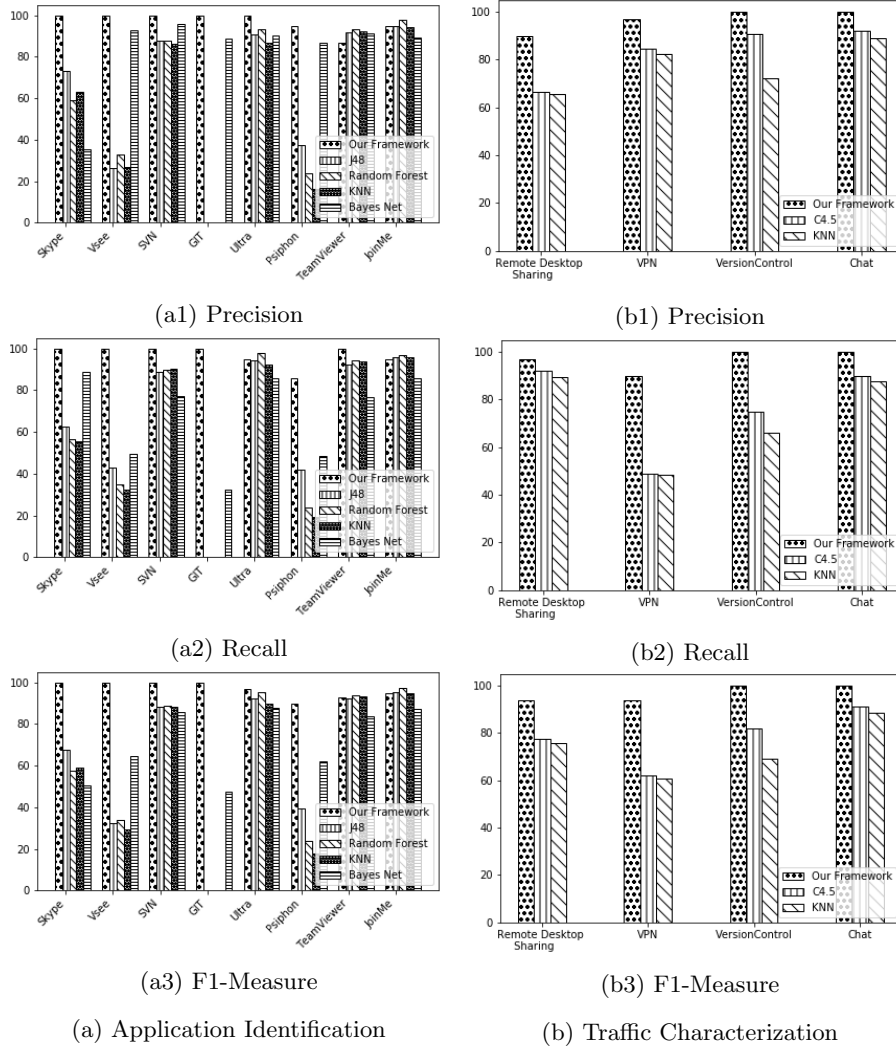 100
80
60
40
20
0
Our Framework
J48
Random Forest
KNN
Bayes Net
Skype
Vsee
SVN
GIT
Ultra
Psiphon
TeamViewer
JoinMe
(a1) Precision
100
80
60
40
20
0
Our Framework
C4.5
KNN
Remote Desktop
Sharing
VPN
VersionControl
Chat
(b1) Precision
100
80
60
40
20
0
Our Framework
J48
Random Forest
KNN
Bayes Net
Skype
Vsee
SVN
GIT
Ultra
Psiphon
TeamViewer
JoinMe
(a2) Recall
100
80
60
40
20
0
Our Framework
C4.5
KNN
Remote Desktop
Sharing
VPN
VersionControl
Chat
(b2) Recall
100
80
60
40
20
0
Our Framework
J48
Random Forest
KNN
Bayes Net
Skype
Vsee
SVN
GIT
Ultra
Psiphon
TeamViewer
JoinMe
(a3) F1-Measure
100
80
60
40
20
0
Our Framework
C4.5
KNN
Remote Desktop
Sharing
VPN
VersionControl
Chat
(b3) F1-Measure
(a) Application Identification
(b) Traffic Characterization